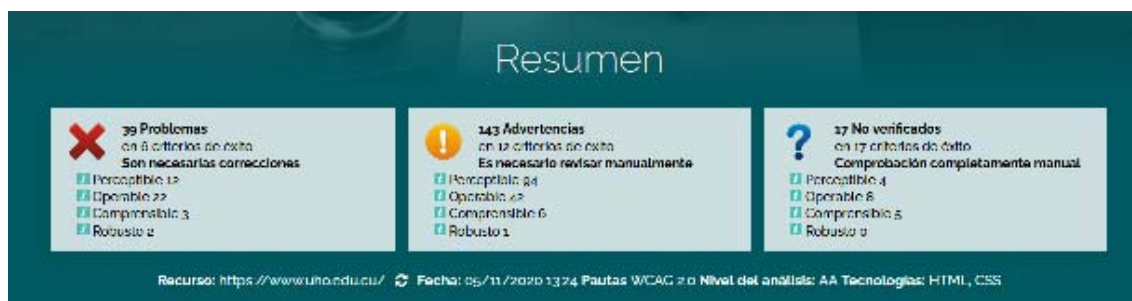 Resumen
39 Problemas
en 6 criterios de éxito
Son necesarias correcciones
Perceptible 12
Operable 22
Comprensible 3
Robusto 2
143 Advertencias
en 12 criterios de éxito
Es necesario revisar manualmente
Perceptible 94
Operable 42
Comprensible 6
Robusto 1
17 No verificados
en 17 criterios de éxito
Comprobación completamente manual
Perceptible 4
Operable 8
Comprensible 5
Robusto 0
Recurso: https://www.uho.edu.cu/ Fecha: 05/11/2020 13:24 Pautas WCAG 2.0 Nivel del análisis: AA Tecnologías: HTML, CSS